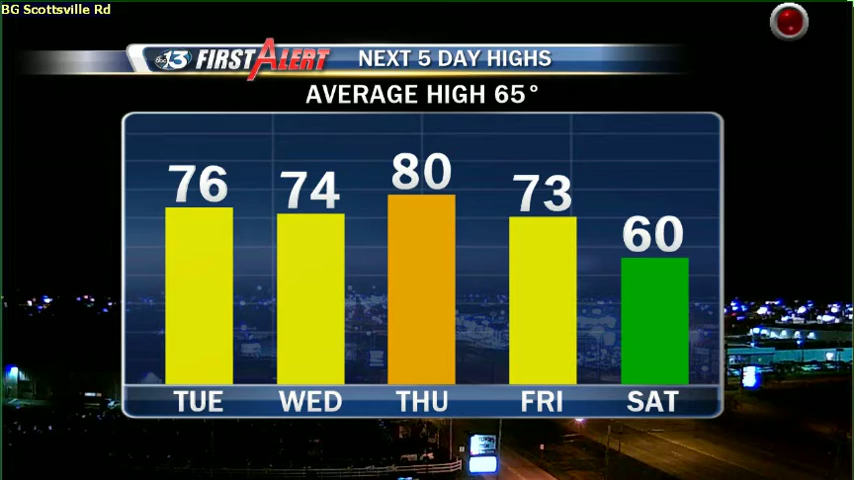 BG Scottsville Rd
abc 13 FIRST ALERT NEXT 5 DAY HIGHS
AVERAGE HIGH 65°
76 74 80 73 60
TUE WED THU FRI SAT